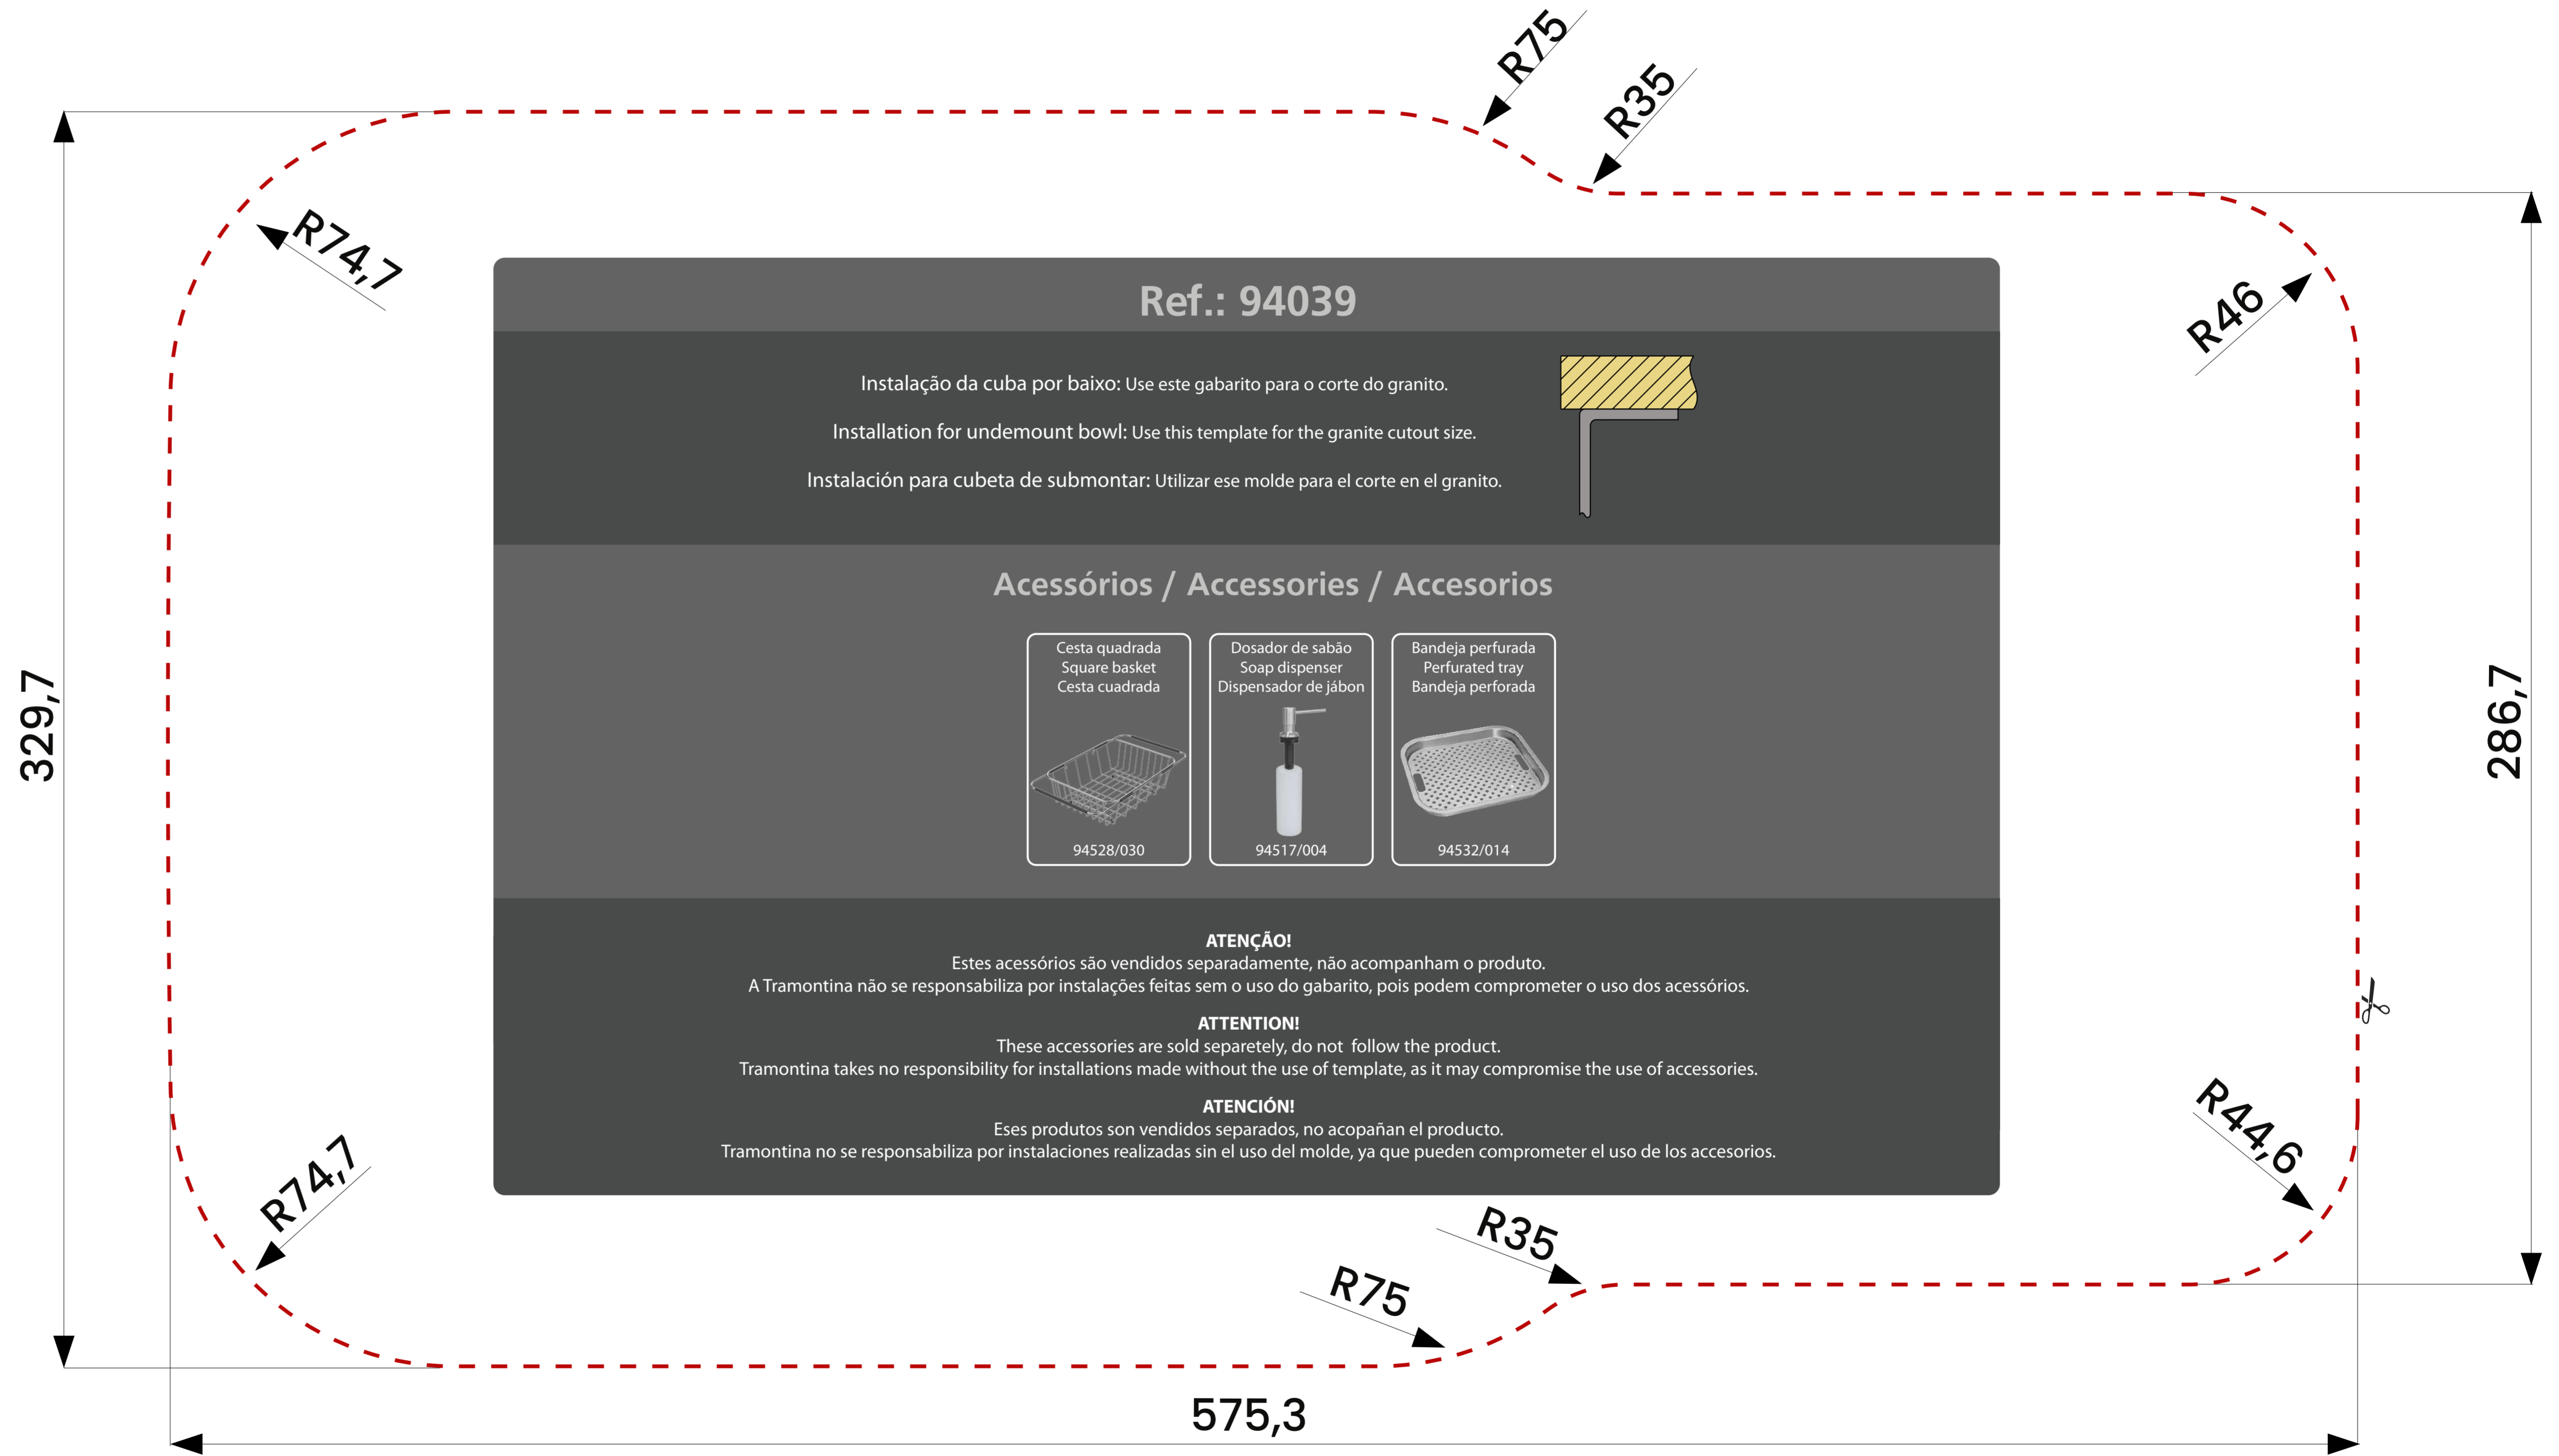 R75
R35
R74,7
R46
329,7
286,7
Ref.: 94039
Instalação da cuba por baixo: Use este gabarito para o corte do granito.
Installation for undemount bowl: Use this template for the granite cutout size.
Instalación para cubeta de submontar: Utilizar ese molde para el corte en el granito.
Acessórios / Accessories / Accesorios
Cesta quadrada
Square basket
Cesta cuadrada
94528/030
Dosador de sabão
Soap dispenser
Dispensador de jábon
94517/004
Bandeja perfurada
Perfurated tray
Bandeja perforada
94532/014
ATENÇÃO!
Estes acessórios são vendidos separadamente, não acompanham o produto.
A Tramontina não se responsabiliza por instalações feitas sem o uso do gabarito, pois podem comprometer o uso dos acessórios.
ATTENTION!
These accessories are sold separetely, do not follow the product.
Tramontina takes no responsibility for installations made without the use of template, as it may compromise the use of accessories.
ATENCIÓN!
Eses produtos son vendidos separados, no acopañan el producto.
Tramontina no se responsabiliza por instalaciones realizadas sin el uso del molde, ya que pueden comprometer el uso de los accesorios.
R74,7
R44,6
R35
R75
575,3